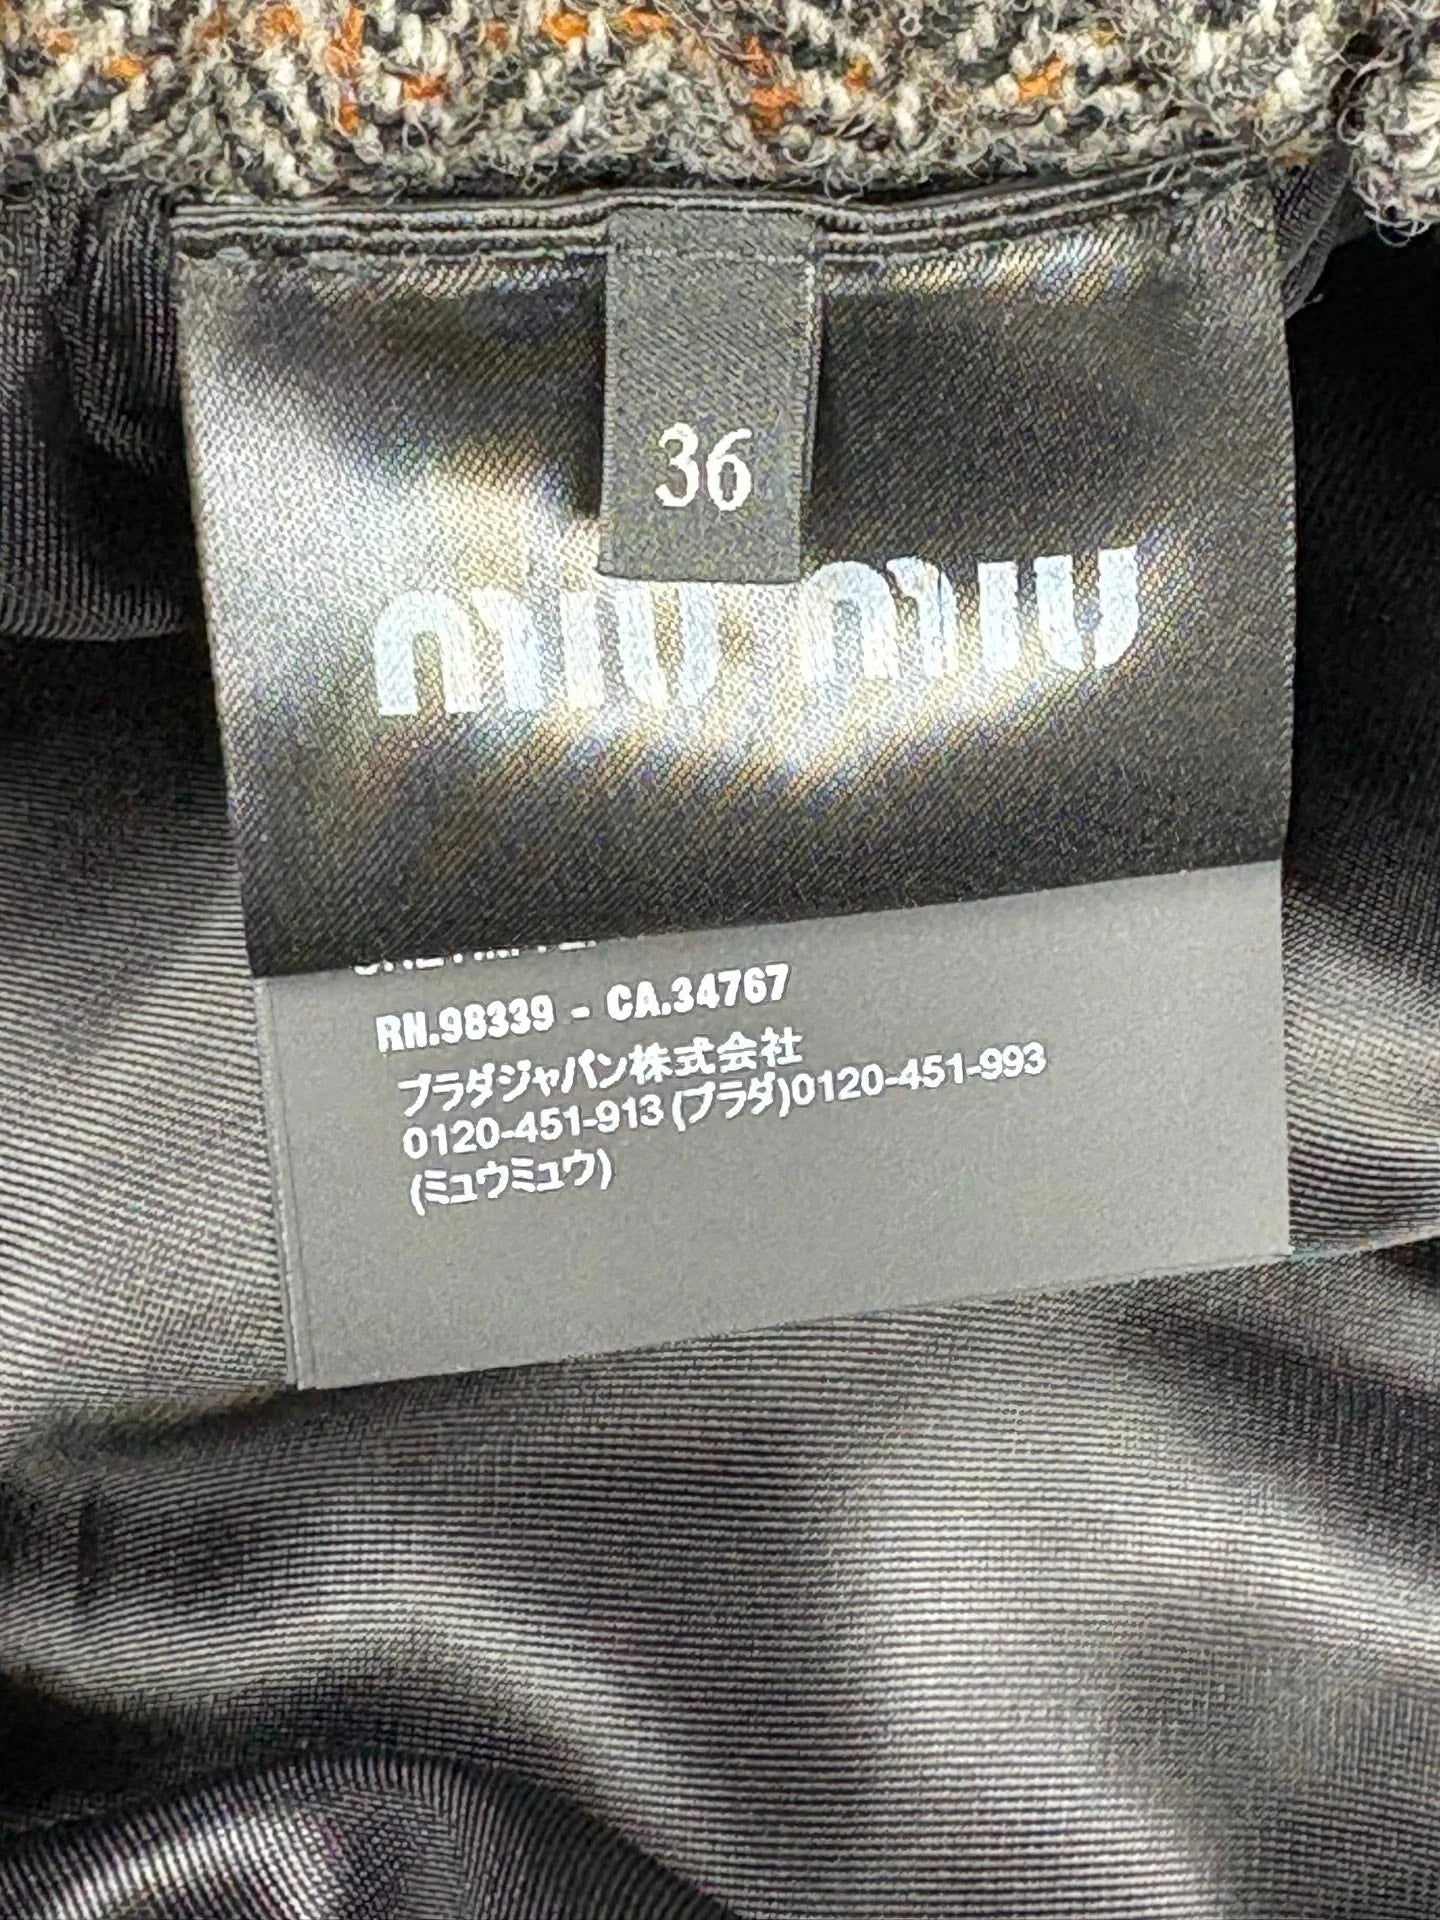 36
miu miu
RN.98339 - CA.34767
プラダジャパン株式会社
0120-451-913 (プラダ)0120-451-993
(ミュウミュウ)